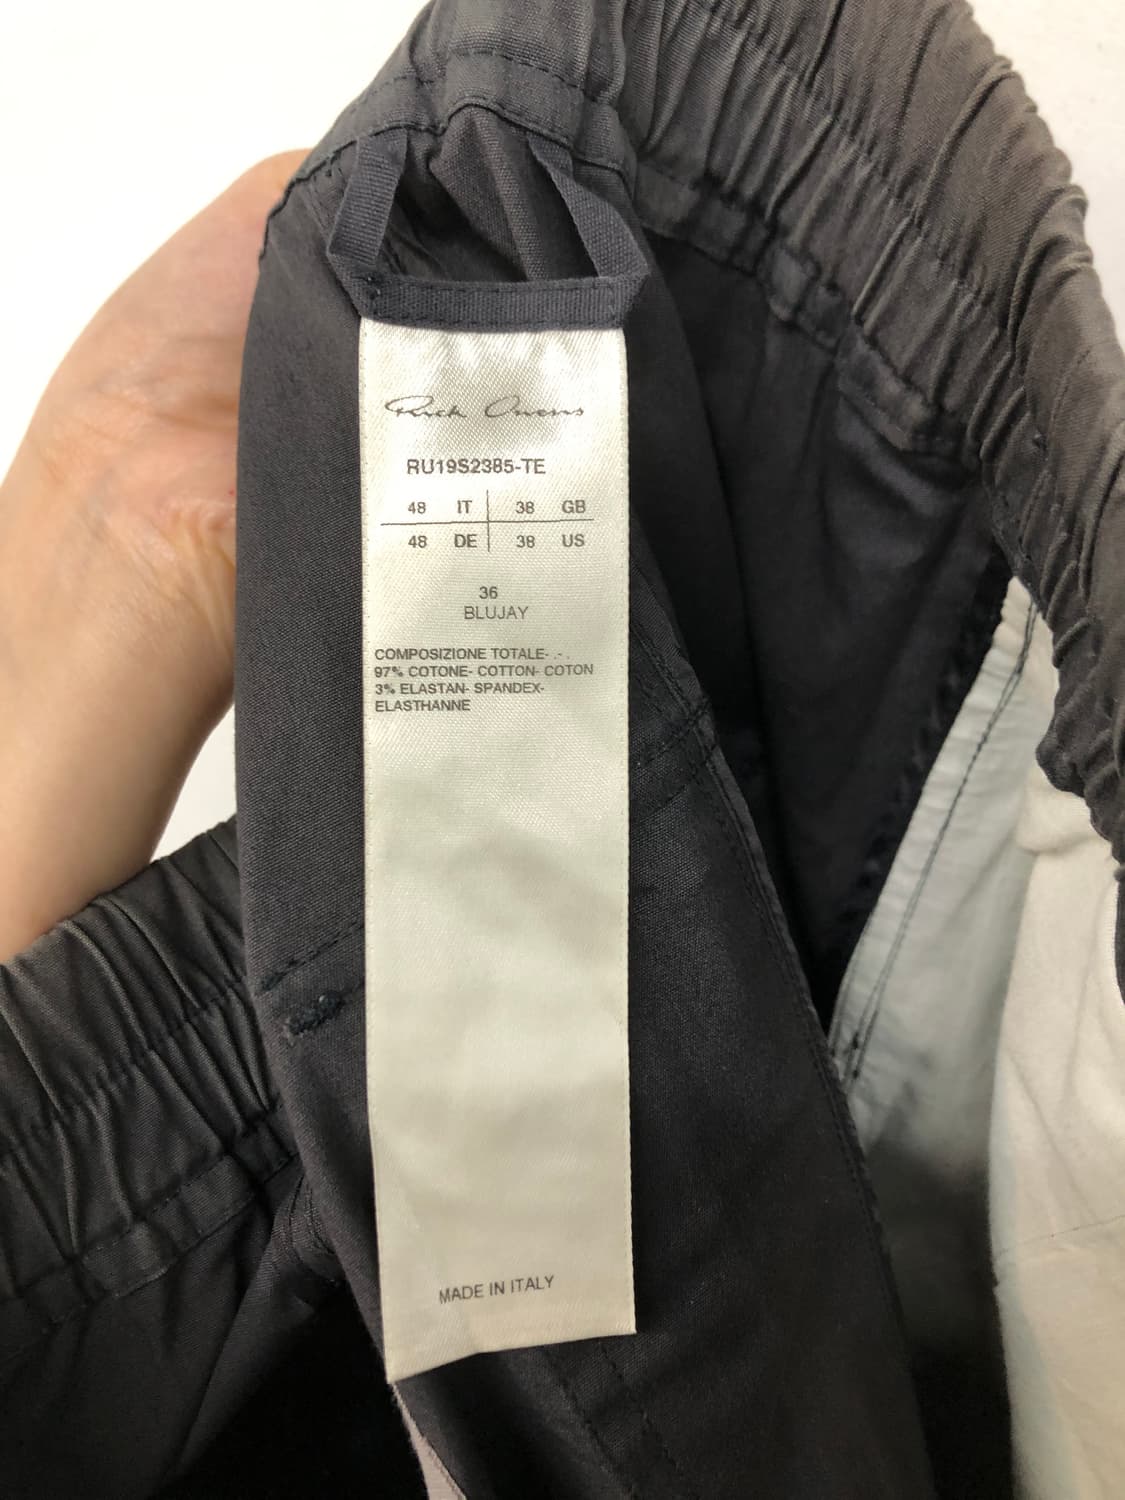 Rick Owens
RU19S2385-TE
48 IT 38 GB
48 DE 38 US
36
BLUJAY
COMPOSIZIONE TOTALE- .- .
97% COTONE- COTTON- COTON
3% ELASTAN- SPANDEX-
ELASTHANNE
MADE IN ITALY